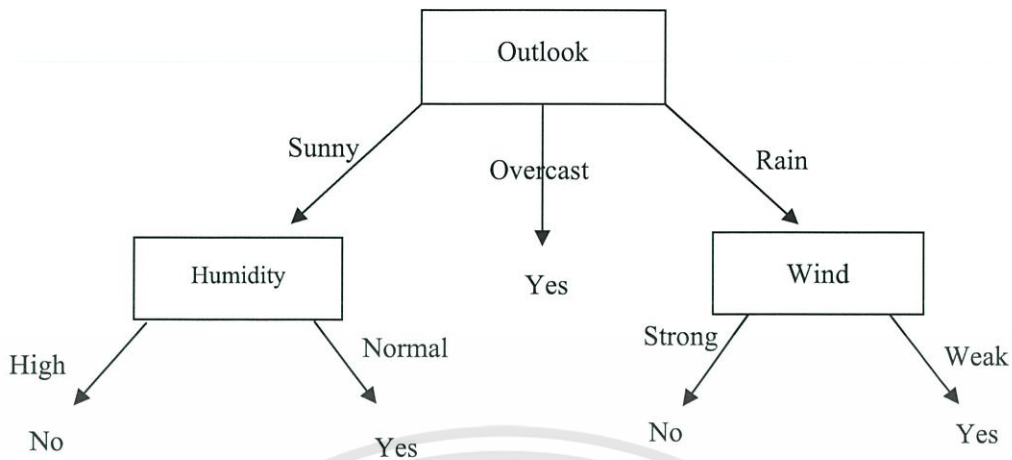 Outlook
Sunny
Overcast
Rain
Humidity
Yes
Wind
High
Normal
Strong
Weak
No
Yes
No
Yes